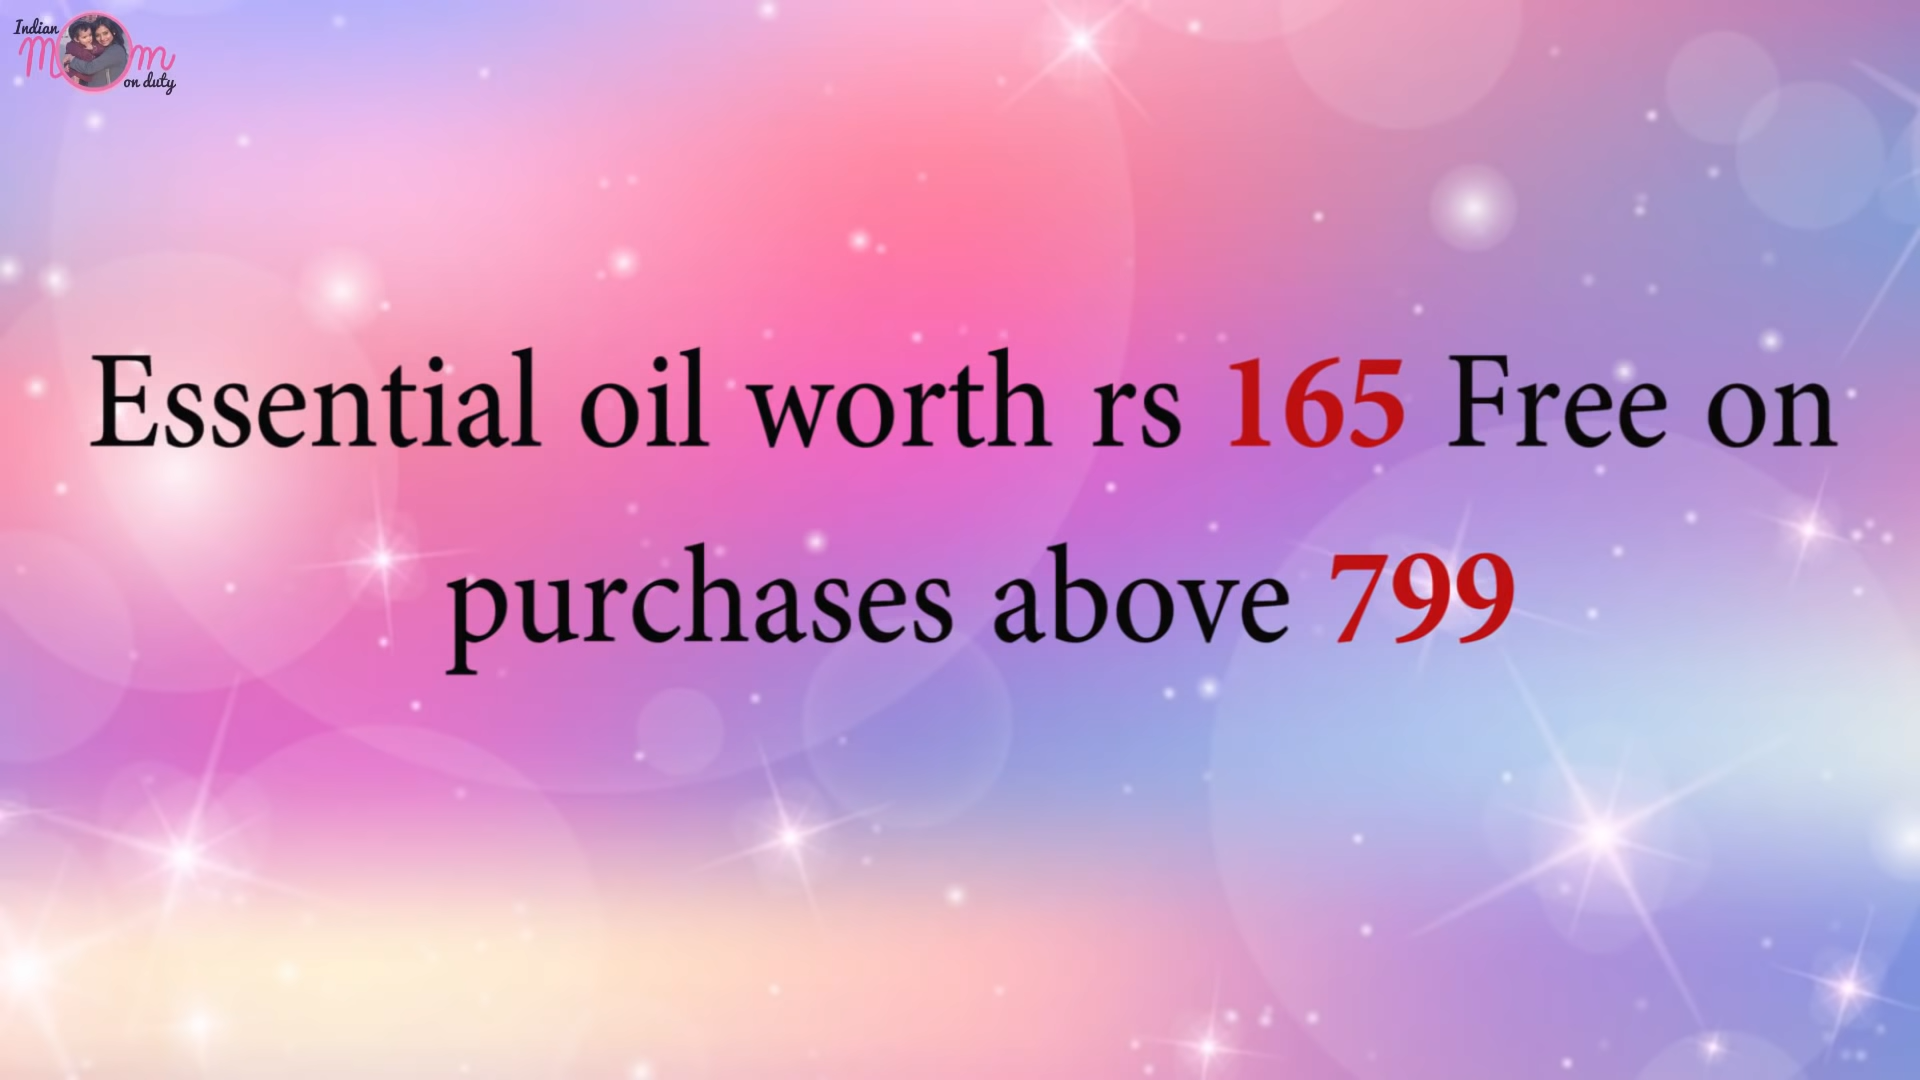 Indian
Mom
on duty
Essential oil worth rs 165 Free on
purchases above 799